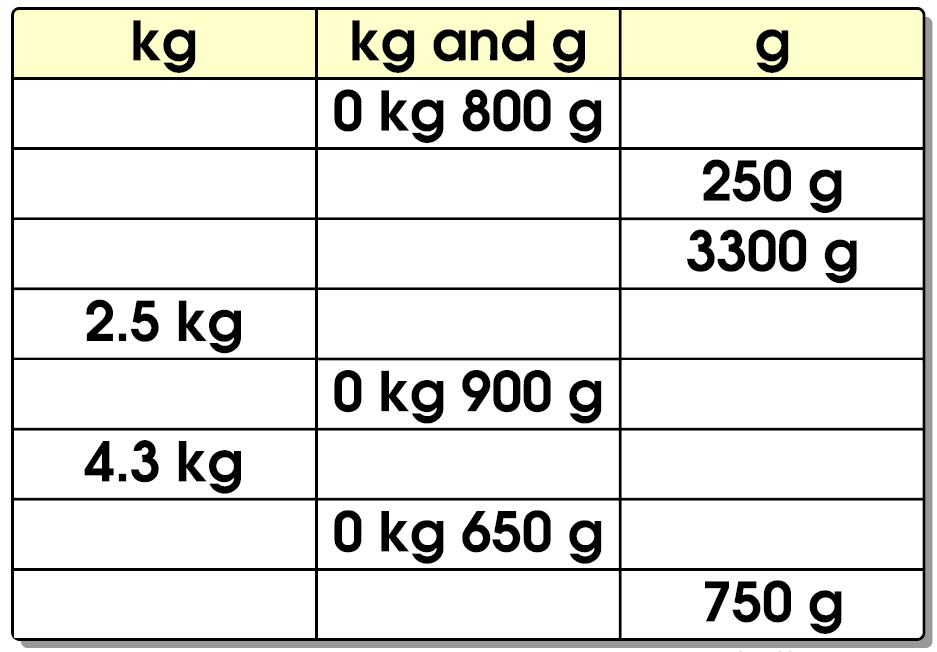 kg kg and g g
0 kg 800 g
250 g
3300 g
2.5 kg
0 kg 900 g
4.3 kg
0 kg 650 g
750 g